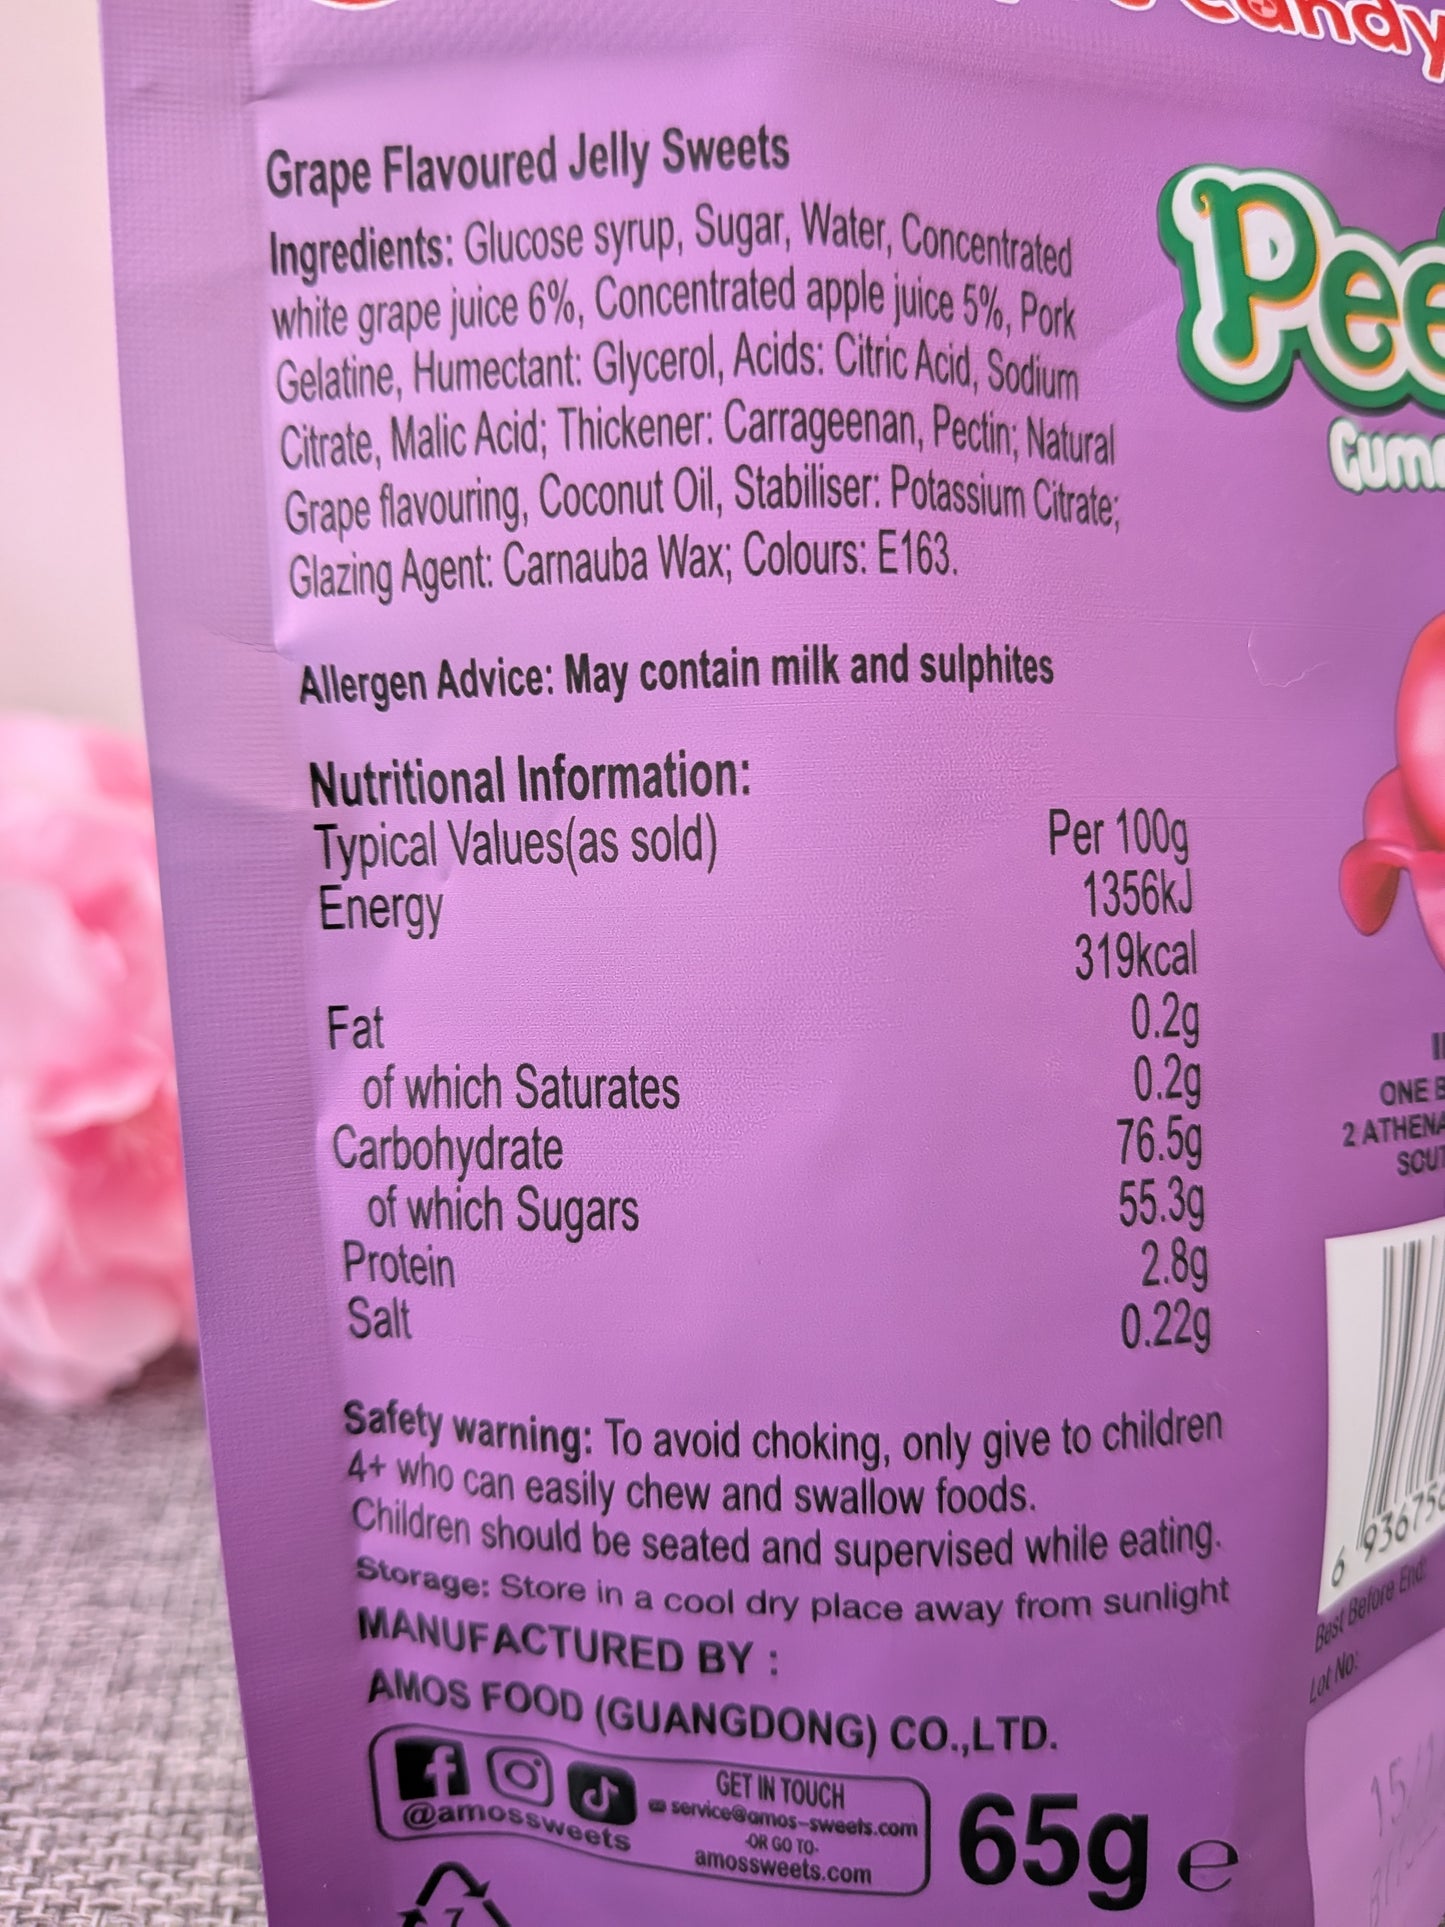 Grape Flavoured Jelly Sweets
Ingredients: Glucose syrup, Sugar, Water, Concentrated
white grape juice 6%, Concentrated apple juice 5%, Pork
Gelatine, Humectant: Glycerol, Acids: Citric Acid, Sodium
Citrate, Malic Acid; Thickener: Carrageenan, Pectin; Natural
Grape flavouring, Coconut Oil, Stabiliser: Potassium Citrate;
Glazing Agent: Carnauba Wax; Colours: E163.
Allergen Advice: May contain milk and sulphites
Nutritional Information:
Typical Values(as sold) Per 100g
Energy 1356kJ
319kcal
Fat 0.2g
of which Saturates 0.2g
Carbohydrate 76.5g
of which Sugars 55.3g
Protein 2.8g
Salt 0.22g
Safety warning: To avoid choking, only give to children
4+ who can easily chew and swallow foods.
Children should be seated and supervised while eating.
Storage: Store in a cool dry place away from sunlight
MANUFACTURED BY :
AMOS FOOD (GUANGDONG) CO.,LTD.
@amossweets
GET IN TOUCH
service@amos-sweets.com
-OR GO TO-
amossweets.com
65g e
7
Pee
Gum
ONE
2 ATHENA
SOUT
6 936756
Best Before End:
Lot No: